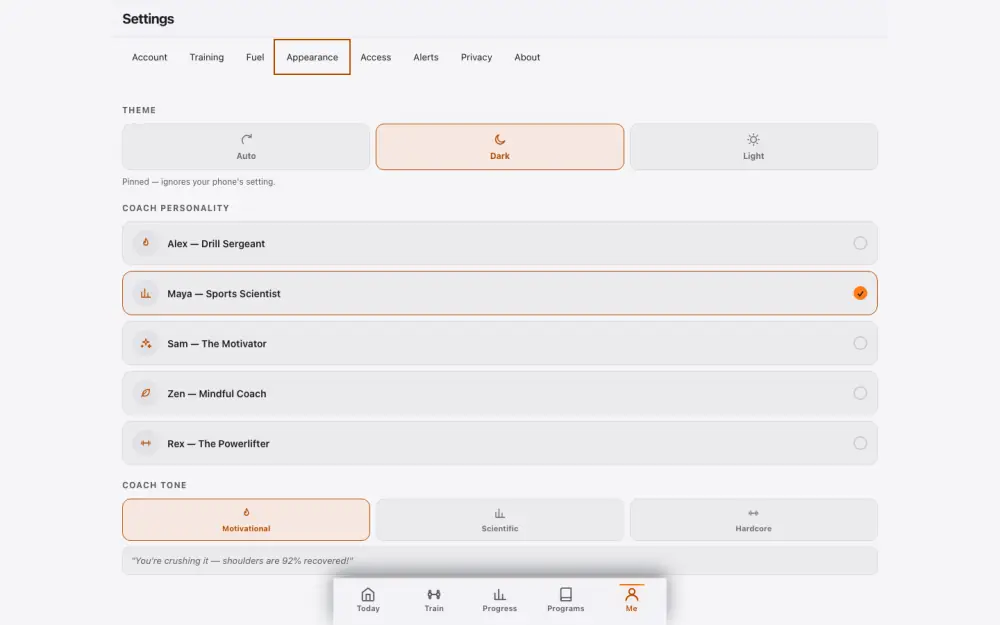 Settings
Account Training Fuel Appearance Access Alerts Privacy About
THEME
Auto Dark Light
Pinned — ignores your phone's setting.
COACH PERSONALITY
Alex — Drill Sergeant
Maya — Sports Scientist
Sam — The Motivator
Zen — Mindful Coach
Rex — The Powerlifter
COACH TONE
Motivational Scientific Hardcore
"You're crushing it — shoulders are 92% recovered!"
Today Train Progress Programs Me